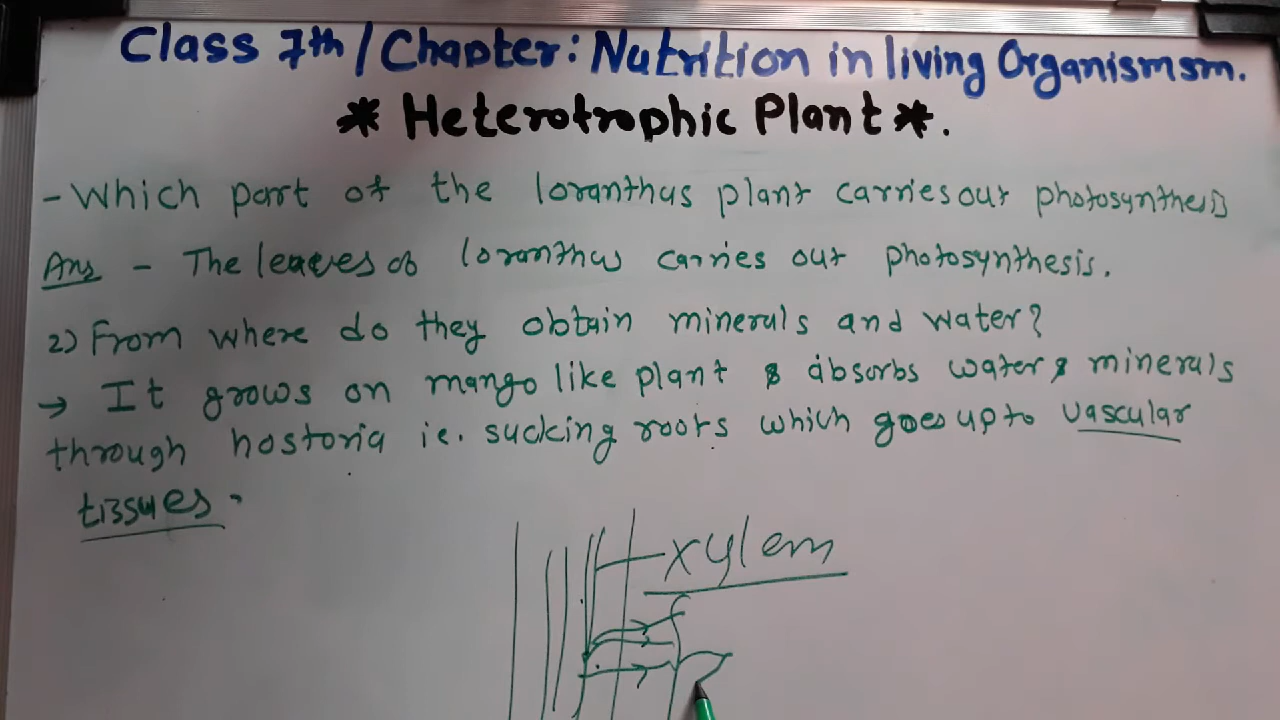 Class 7th / Chapter: Nutrition in living Organismsm.
* Heterotrophic Plant *.
- Which part of the loranthus plant carries out photosynthesis
Ans - The leaves of loranthus carries out photosynthesis.
2) From where do they obtain minerals and water?
→ It grows on mango like plant & absorbs water & minerals
through hostoria ie. sucking roots which goes up to vascular
tissues.
xylem